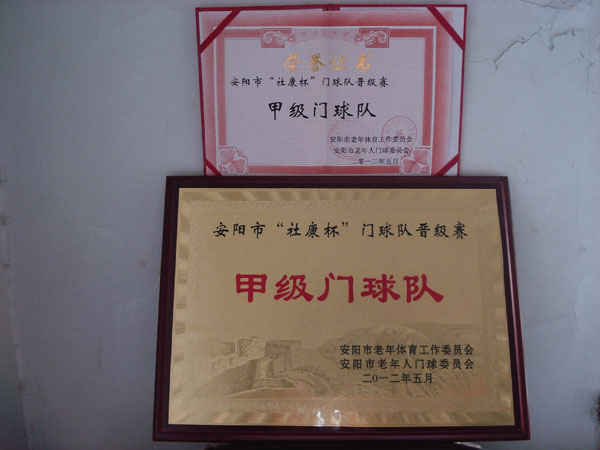 荣誉证书
安阳市“社康杯”门球队晋级赛
甲级门球队
安阳市老年体育工作委员会
安阳市老年人门球委员会
二零一二年五月
安阳市“社康杯”门球队晋级赛
甲级门球队
安阳市老年体育工作委员会
安阳市老年人门球委员会
二0一二年五月